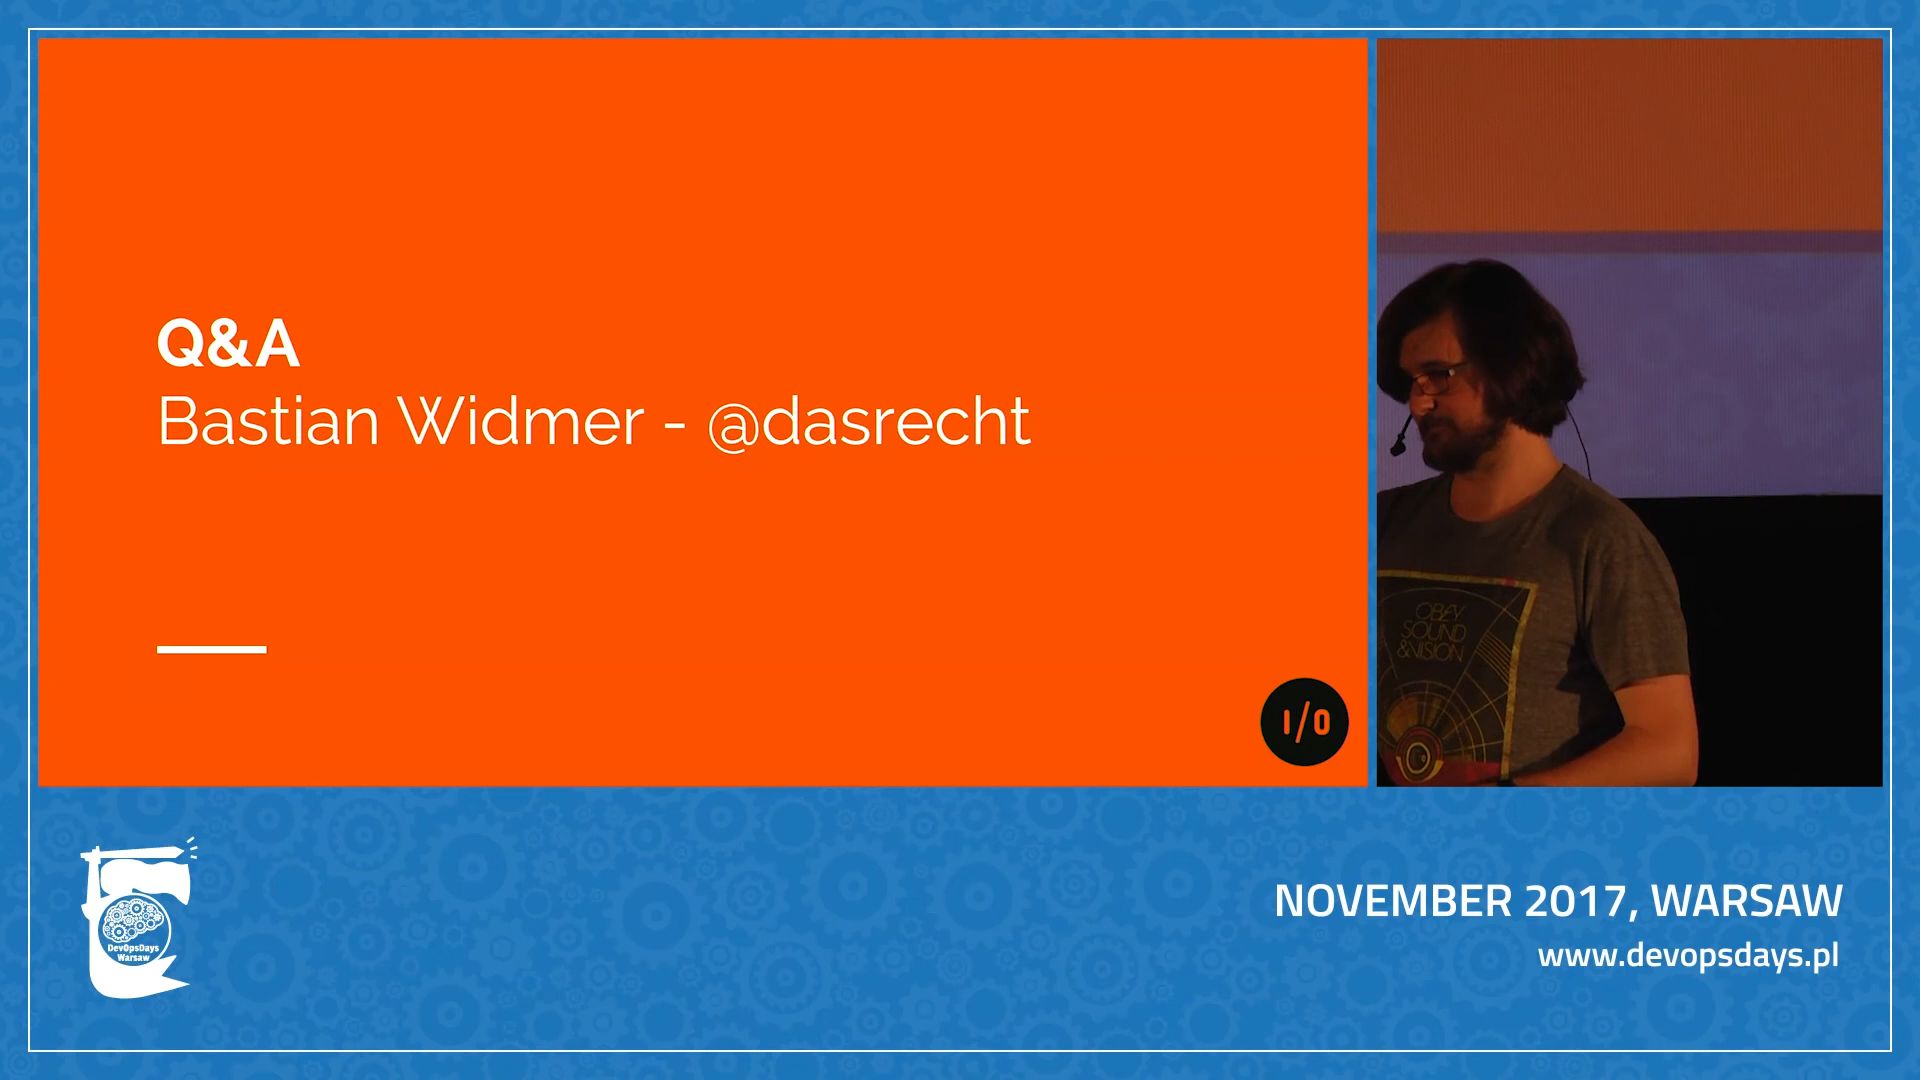 Q&A
Bastian Widmer - @dasrecht
I/O
OBEY
SOUND
&VISION
DevOpsDays
Warsaw
NOVEMBER 2017, WARSAW
www.devopsdays.pl